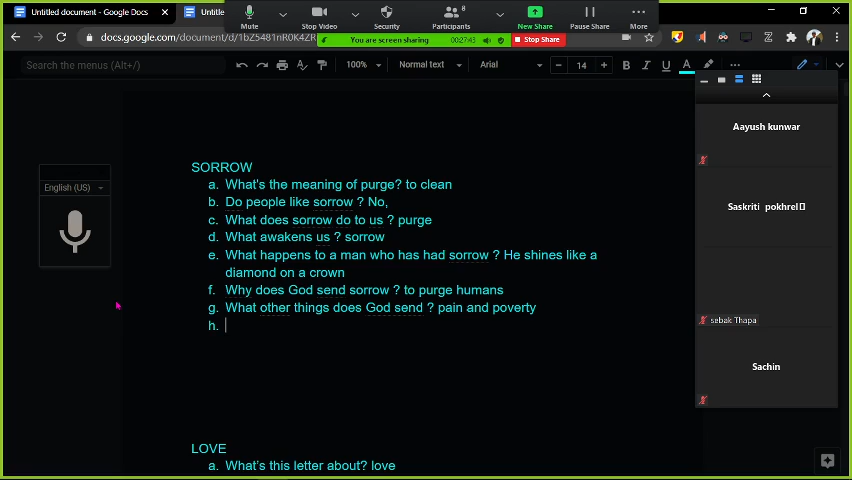 Untitled document - Google Docs
Untitled
Mute
Stop Video
Security
Participants
8
New Share
Pause Share
More
docs.google.com/document/d/1bZ5481nR0K4ZR
You are screen sharing
00:27:45
Stop Share
Search the menus (Alt+/)
100%
Normal text
Arial
14
B
I
U
A
English (US)
SORROW
a. What's the meaning of purge? to clean
b. Do people like sorrow ? No,
c. What does sorrow do to us ? purge
d. What awakens us ? sorrow
e. What happens to a man who has had sorrow ? He shines like a
diamond on a crown
f. Why does God send sorrow ? to purge humans
g. What other things does God send ? pain and poverty
h.
LOVE
a. What's this letter about? love
Aayush kunwar
Saskriti pokhrel
sebak Thapa
Sachin